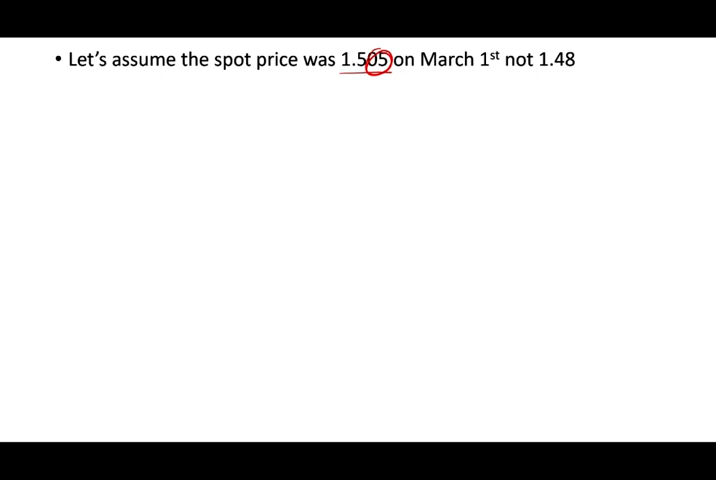 • Let's assume the spot price was 1.505 on March 1st not 1.48